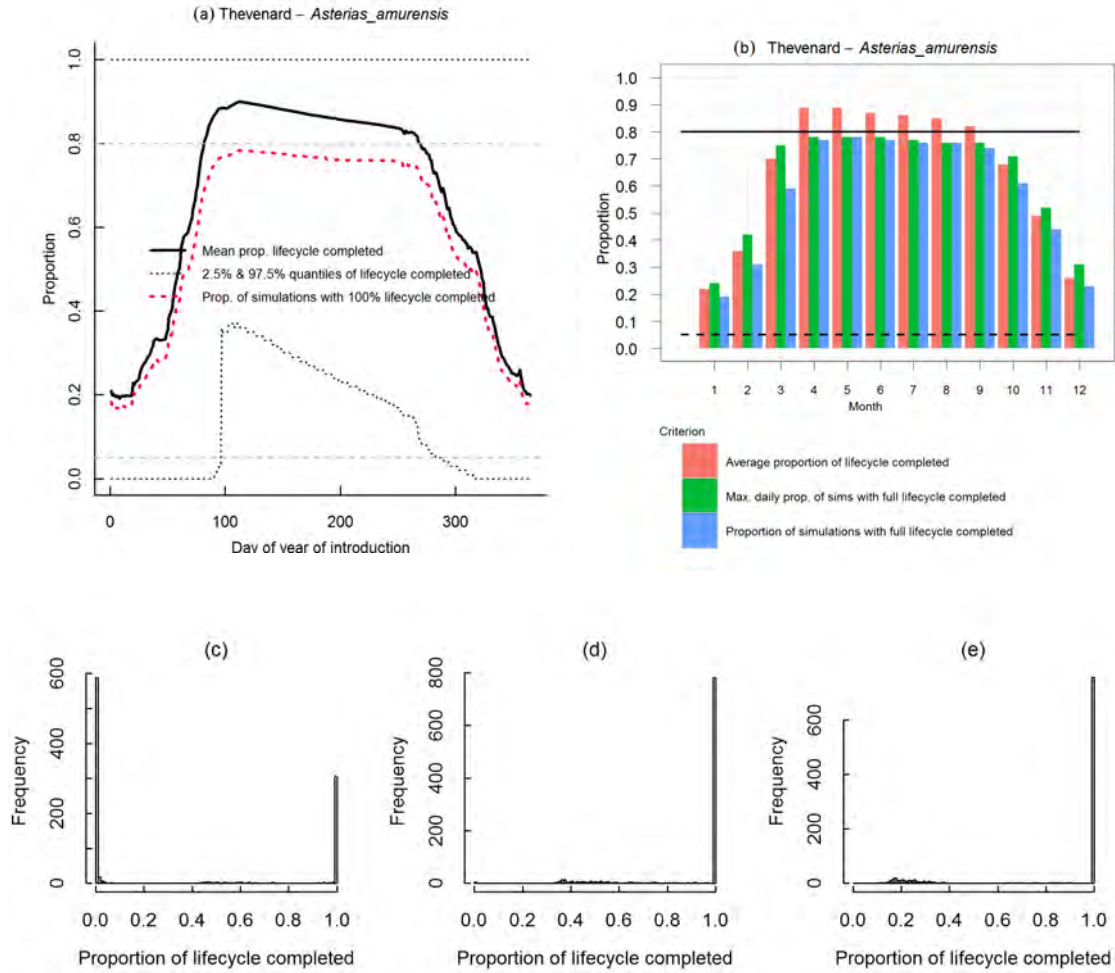 (a) Thevenard – Asterias_amurensis
Proportion
1.0
0.8
0.6
0.4
0.2
0.0
Mean prop. lifecycle completed
2.5% & 97.5% quantiles of lifecycle completed
Prop. of simulations with 100% lifecycle completed
0 100 200 300
Day of year of introduction
(b) Thevenard – Asterias_amurensis
Proportion
1.0
0.9
0.8
0.7
0.6
0.5
0.4
0.3
0.2
0.1
0.0
1 2 3 4 5 6 7 8 9 10 11 12
Month
Criterion
Average proportion of lifecycle completed
Max. daily prop. of sims with full lifecycle completed
Proportion of simulations with full lifecycle completed
(c)
Frequency
600
400
200
0
0.0 0.2 0.4 0.6 0.8 1.0
Proportion of lifecycle completed
(d)
Frequency
800
600
400
200
0
0.0 0.2 0.4 0.6 0.8 1.0
Proportion of lifecycle completed
(e)
Frequency
600
400
200
0
0.0 0.2 0.4 0.6 0.8 1.0
Proportion of lifecycle completed